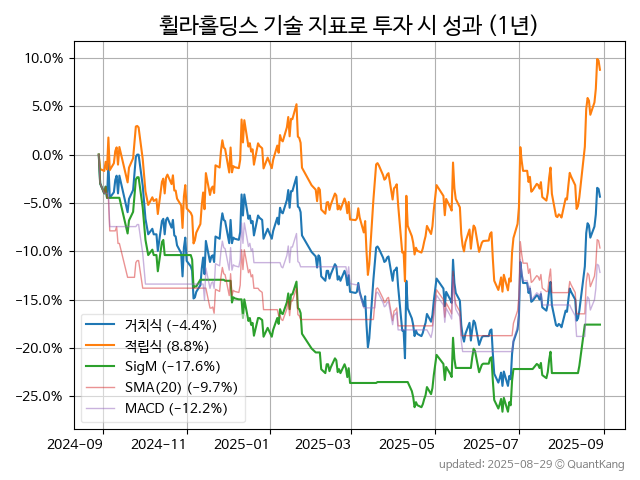 휠라홀딩스 기술 지표로 투자 시 성과 (1년)
10.0%
5.0%
0.0%
−5.0%
−10.0%
−15.0%
−20.0%
−25.0%
거치식 (−4.4%)
적립식 (8.8%)
SigM (−17.6%)
SMA(20) (−9.7%)
MACD (−12.2%)
2024-09 2024-11 2025-01 2025-03 2025-05 2025-07 2025-09
updated: 2025-08-29 © QuantKang